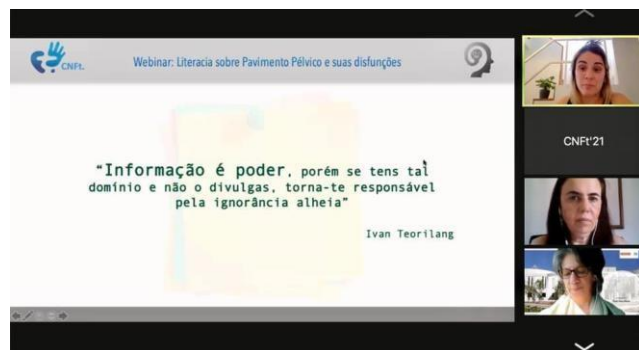 CNFt.
Webinar: Literacia sobre Pavimento Pélvico e suas disfunções
"Informação é poder, porém se tens tal
domínio e não o divulgas, torna-te responsável
pela ignorância alheia"
Ivan Teorilang
CNFt'21